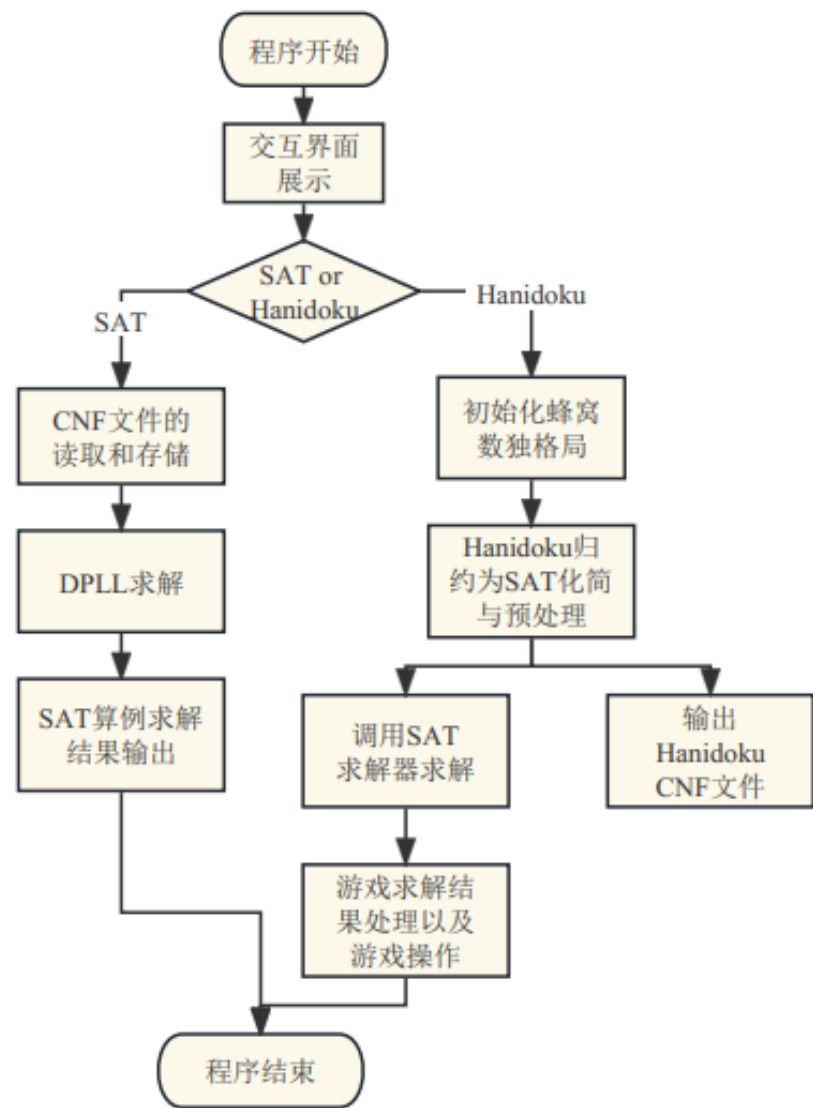 程序开始
交互界面
展示
SAT or
Hanidoku
SAT
Hanidoku
CNF文件的
读取和存储
初始化蜂窝
数独格局
DPLL求解
Hanidoku归
约为SAT化简
与预处理
SAT算例求解
结果输出
调用SAT
求解器求解
输出
Hanidoku
CNF文件
游戏求解结
果处理以及
游戏操作
程序结束